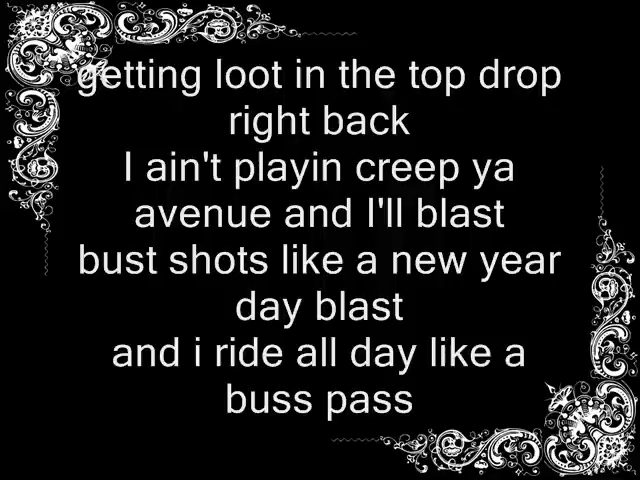 getting loot in the top drop
right back
I ain't playin creep ya
avenue and I'll blast
bust shots like a new year
day blast
and i ride all day like a
buss pass